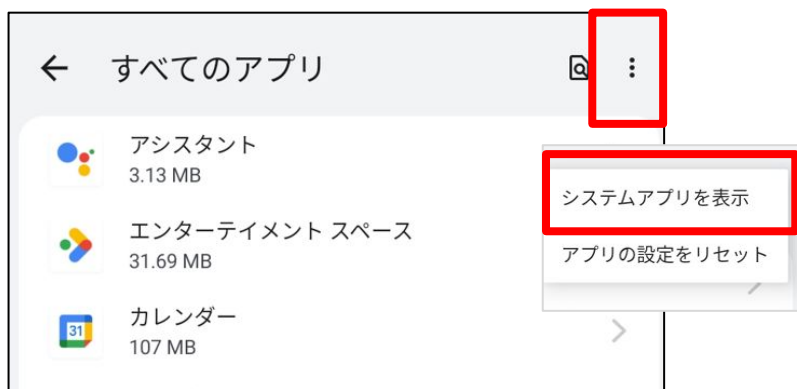 すべてのアプリ
アシスタント
3.13 MB
システムアプリを表示
エンターテイメント スペース
31.69 MB
アプリの設定をリセット
31
カレンダー
107 MB